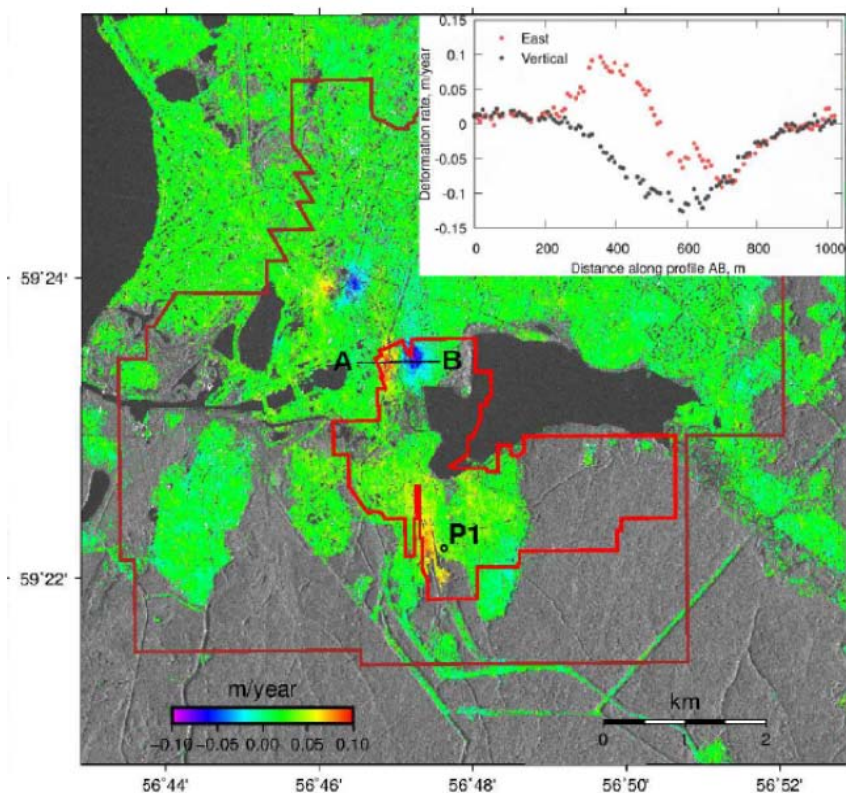 0.15
East
Vertical
0.1
0.05
0
-0.05
-0.1
-0.15
Deformation rate, m/year
0 200 400 600 800 1000
Distance along profile AB, m
59°24'
A B
P1
59°22'
m/year
−0.10 −0.05 0.00 0.05 0.10
km
0 1 2
56°44' 56°46' 56°48' 56°50' 56°52'